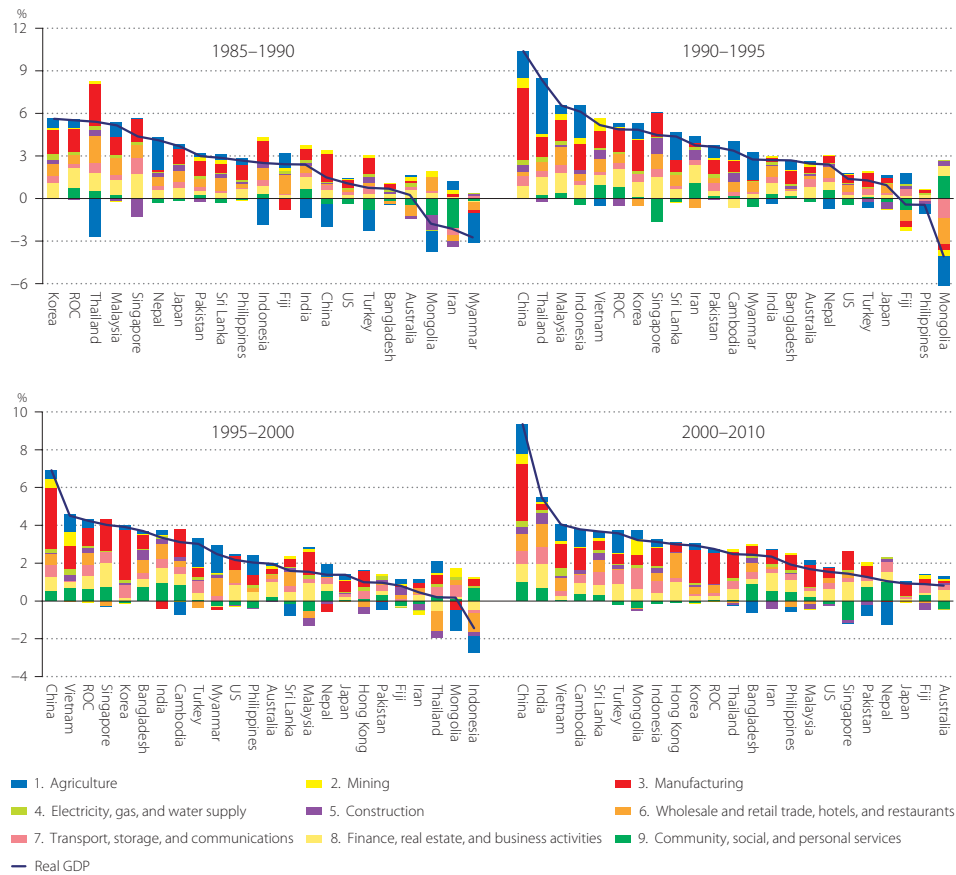 %
12
9
6
3
0
−3
−6
1985–1990
1990–1995
Korea
ROC
Thailand
Malaysia
Singapore
Nepal
Japan
Pakistan
Sri Lanka
Philippines
Indonesia
Fiji
India
China
US
Turkey
Bangladesh
Australia
Mongolia
Iran
Myanmar
China
Thailand
Malaysia
Indonesia
Vietnam
ROC
Korea
Singapore
Sri Lanka
Iran
Pakistan
Cambodia
Myanmar
India
Bangladesh
Australia
Nepal
US
Turkey
Japan
Fiji
Philippines
Mongolia
%
10
8
6
4
2
0
−2
−4
1995–2000
2000–2010
China
Vietnam
ROC
Singapore
Korea
Bangladesh
India
Cambodia
Turkey
Myanmar
US
Philippines
Australia
Sri Lanka
Malaysia
Nepal
Japan
Hong Kong
Pakistan
Fiji
Iran
Thailand
Mongolia
Indonesia
China
India
Vietnam
Cambodia
Sri Lanka
Turkey
Mongolia
Indonesia
Hong Kong
Korea
ROC
Thailand
Bangladesh
Iran
Philippines
Malaysia
US
Singapore
Pakistan
Nepal
Japan
Fiji
Australia
1. Agriculture
2. Mining
3. Manufacturing
4. Electricity, gas, and water supply
5. Construction
6. Wholesale and retail trade, hotels, and restaurants
7. Transport, storage, and communications
8. Finance, real estate, and business activities
9. Community, social, and personal services
Real GDP